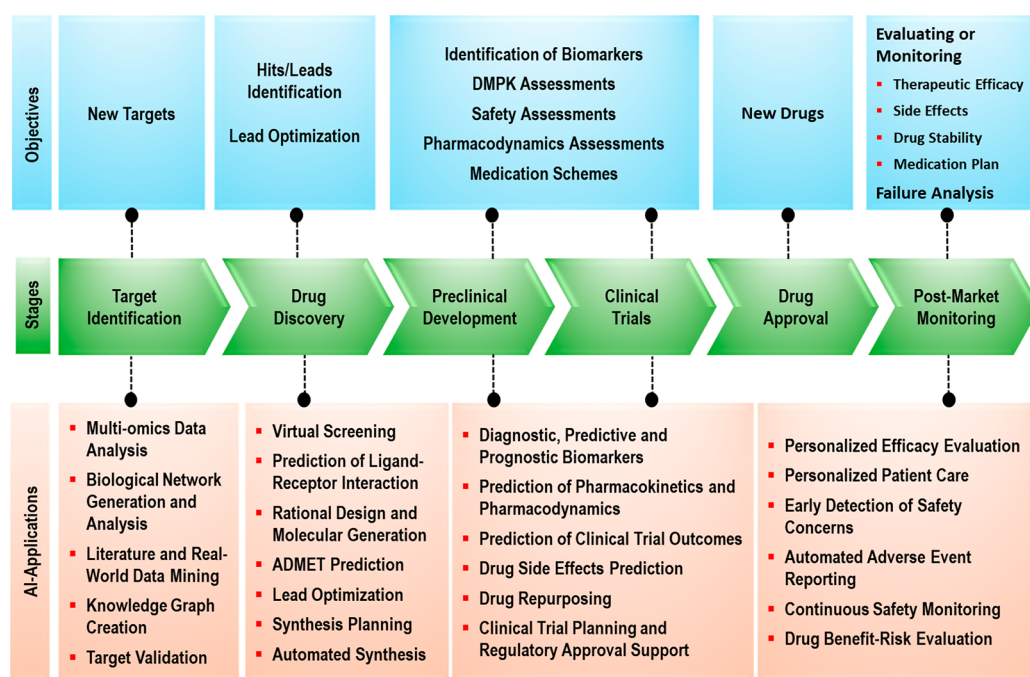 Objectives
New Targets
Hits/Leads
Identification
Lead Optimization
Identification of Biomarkers
DMPK Assessments
Safety Assessments
Pharmacodynamics Assessments
Medication Schemes
New Drugs
Evaluating or
Monitoring
▪ Therapeutic Efficacy
▪ Side Effects
▪ Drug Stability
▪ Medication Plan
Failure Analysis
Stages
Target
Identification
Drug
Discovery
Preclinical
Development
Clinical
Trials
Drug
Approval
Post-Market
Monitoring
AI-Applications
▪ Multi-omics Data
Analysis
▪ Biological Network
Generation and
Analysis
▪ Literature and Real-
World Data Mining
▪ Knowledge Graph
Creation
▪ Target Validation
▪ Virtual Screening
▪ Prediction of Ligand-
Receptor Interaction
▪ Rational Design and
Molecular Generation
▪ ADMET Prediction
▪ Lead Optimization
▪ Synthesis Planning
▪ Automated Synthesis
▪ Diagnostic, Predictive and
Prognostic Biomarkers
▪ Prediction of Pharmacokinetics and
Pharmacodynamics
▪ Prediction of Clinical Trial Outcomes
▪ Drug Side Effects Prediction
▪ Drug Repurposing
▪ Clinical Trial Planning and
Regulatory Approval Support
▪ Personalized Efficacy Evaluation
▪ Personalized Patient Care
▪ Early Detection of Safety
Concerns
▪ Automated Adverse Event
Reporting
▪ Continuous Safety Monitoring
▪ Drug Benefit-Risk Evaluation